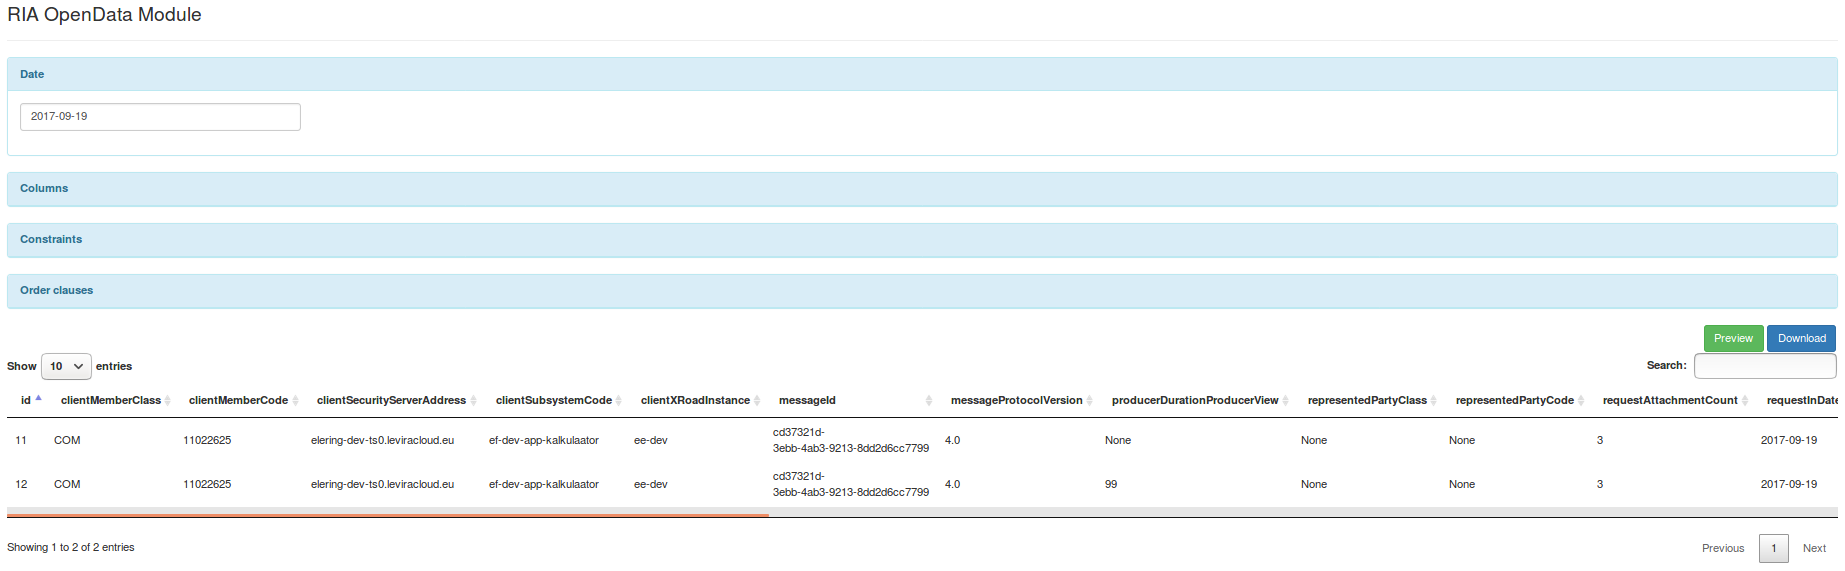 RIA OpenData Module
Date
2017-09-19
Columns
Constraints
Order clauses
Preview Download
Show 10 entries Search:
id clientMemberClass clientMemberCode clientSecurityServerAddress clientSubsystemCode clientXRoadInstance messageId messageProtocolVersion producerDurationProducerView representedPartyClass representedPartyCode requestAttachmentCount requestInDate
11 COM 11022625 elering-dev-ts0.leviracloud.eu ef-dev-app-kalkulaator ee-dev cd37321d-
3ebb-4ab3-9213-8dd2d6cc7799 4.0 None None None 3 2017-09-19
12 COM 11022625 elering-dev-ts0.leviracloud.eu ef-dev-app-kalkulaator ee-dev cd37321d-
3ebb-4ab3-9213-8dd2d6cc7799 4.0 99 None None 3 2017-09-19
Showing 1 to 2 of 2 entries Previous 1 Next